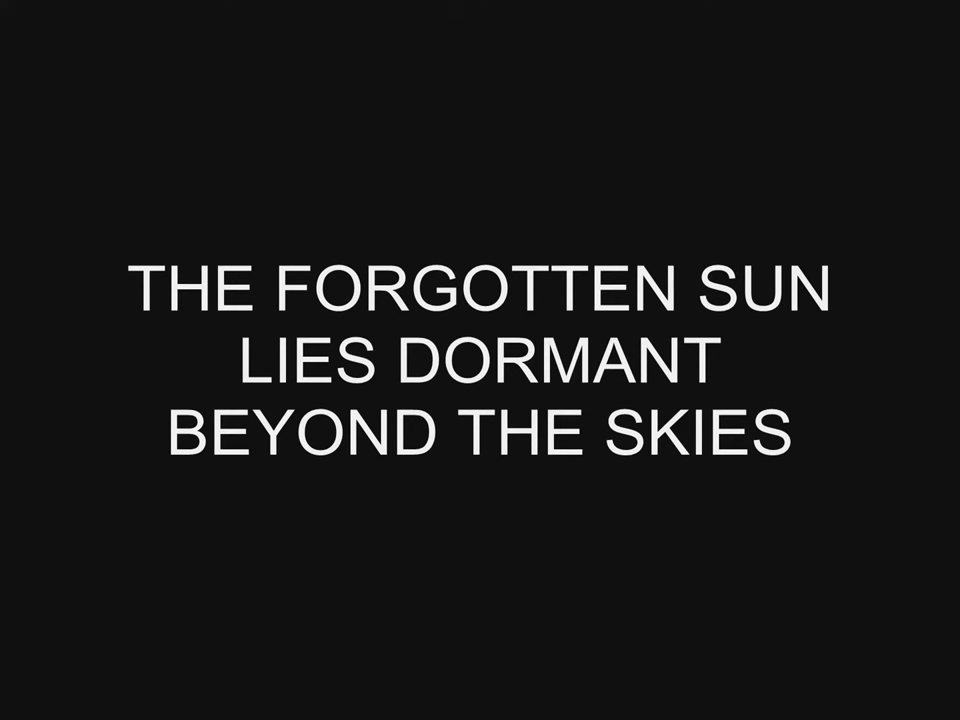 THE FORGOTTEN SUN
LIES DORMANT
BEYOND THE SKIES